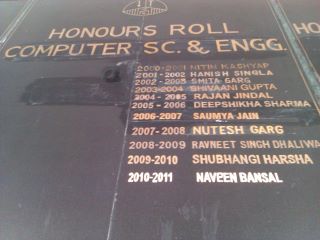 HONOURS ROLL
COMPUTER SC. & ENGG.
2000-2001 NITIN KASHYAP
2001-2002 HANISH SINGLA
2002-2003 SMITA GARG
2003-2004 SHIVAANI GUPTA
2004-2005 RAJAN JINDAL
2005-2006 DEEPSHIKHA SHARMA
2006-2007 SAUMYA JAIN
2007-2008 NUTESH GARG
2008-2009 RAVNEET SINGH DHALIWA
2009-2010 SHUBHANGI HARSHA
2010-2011 NAVEEN BANSAL